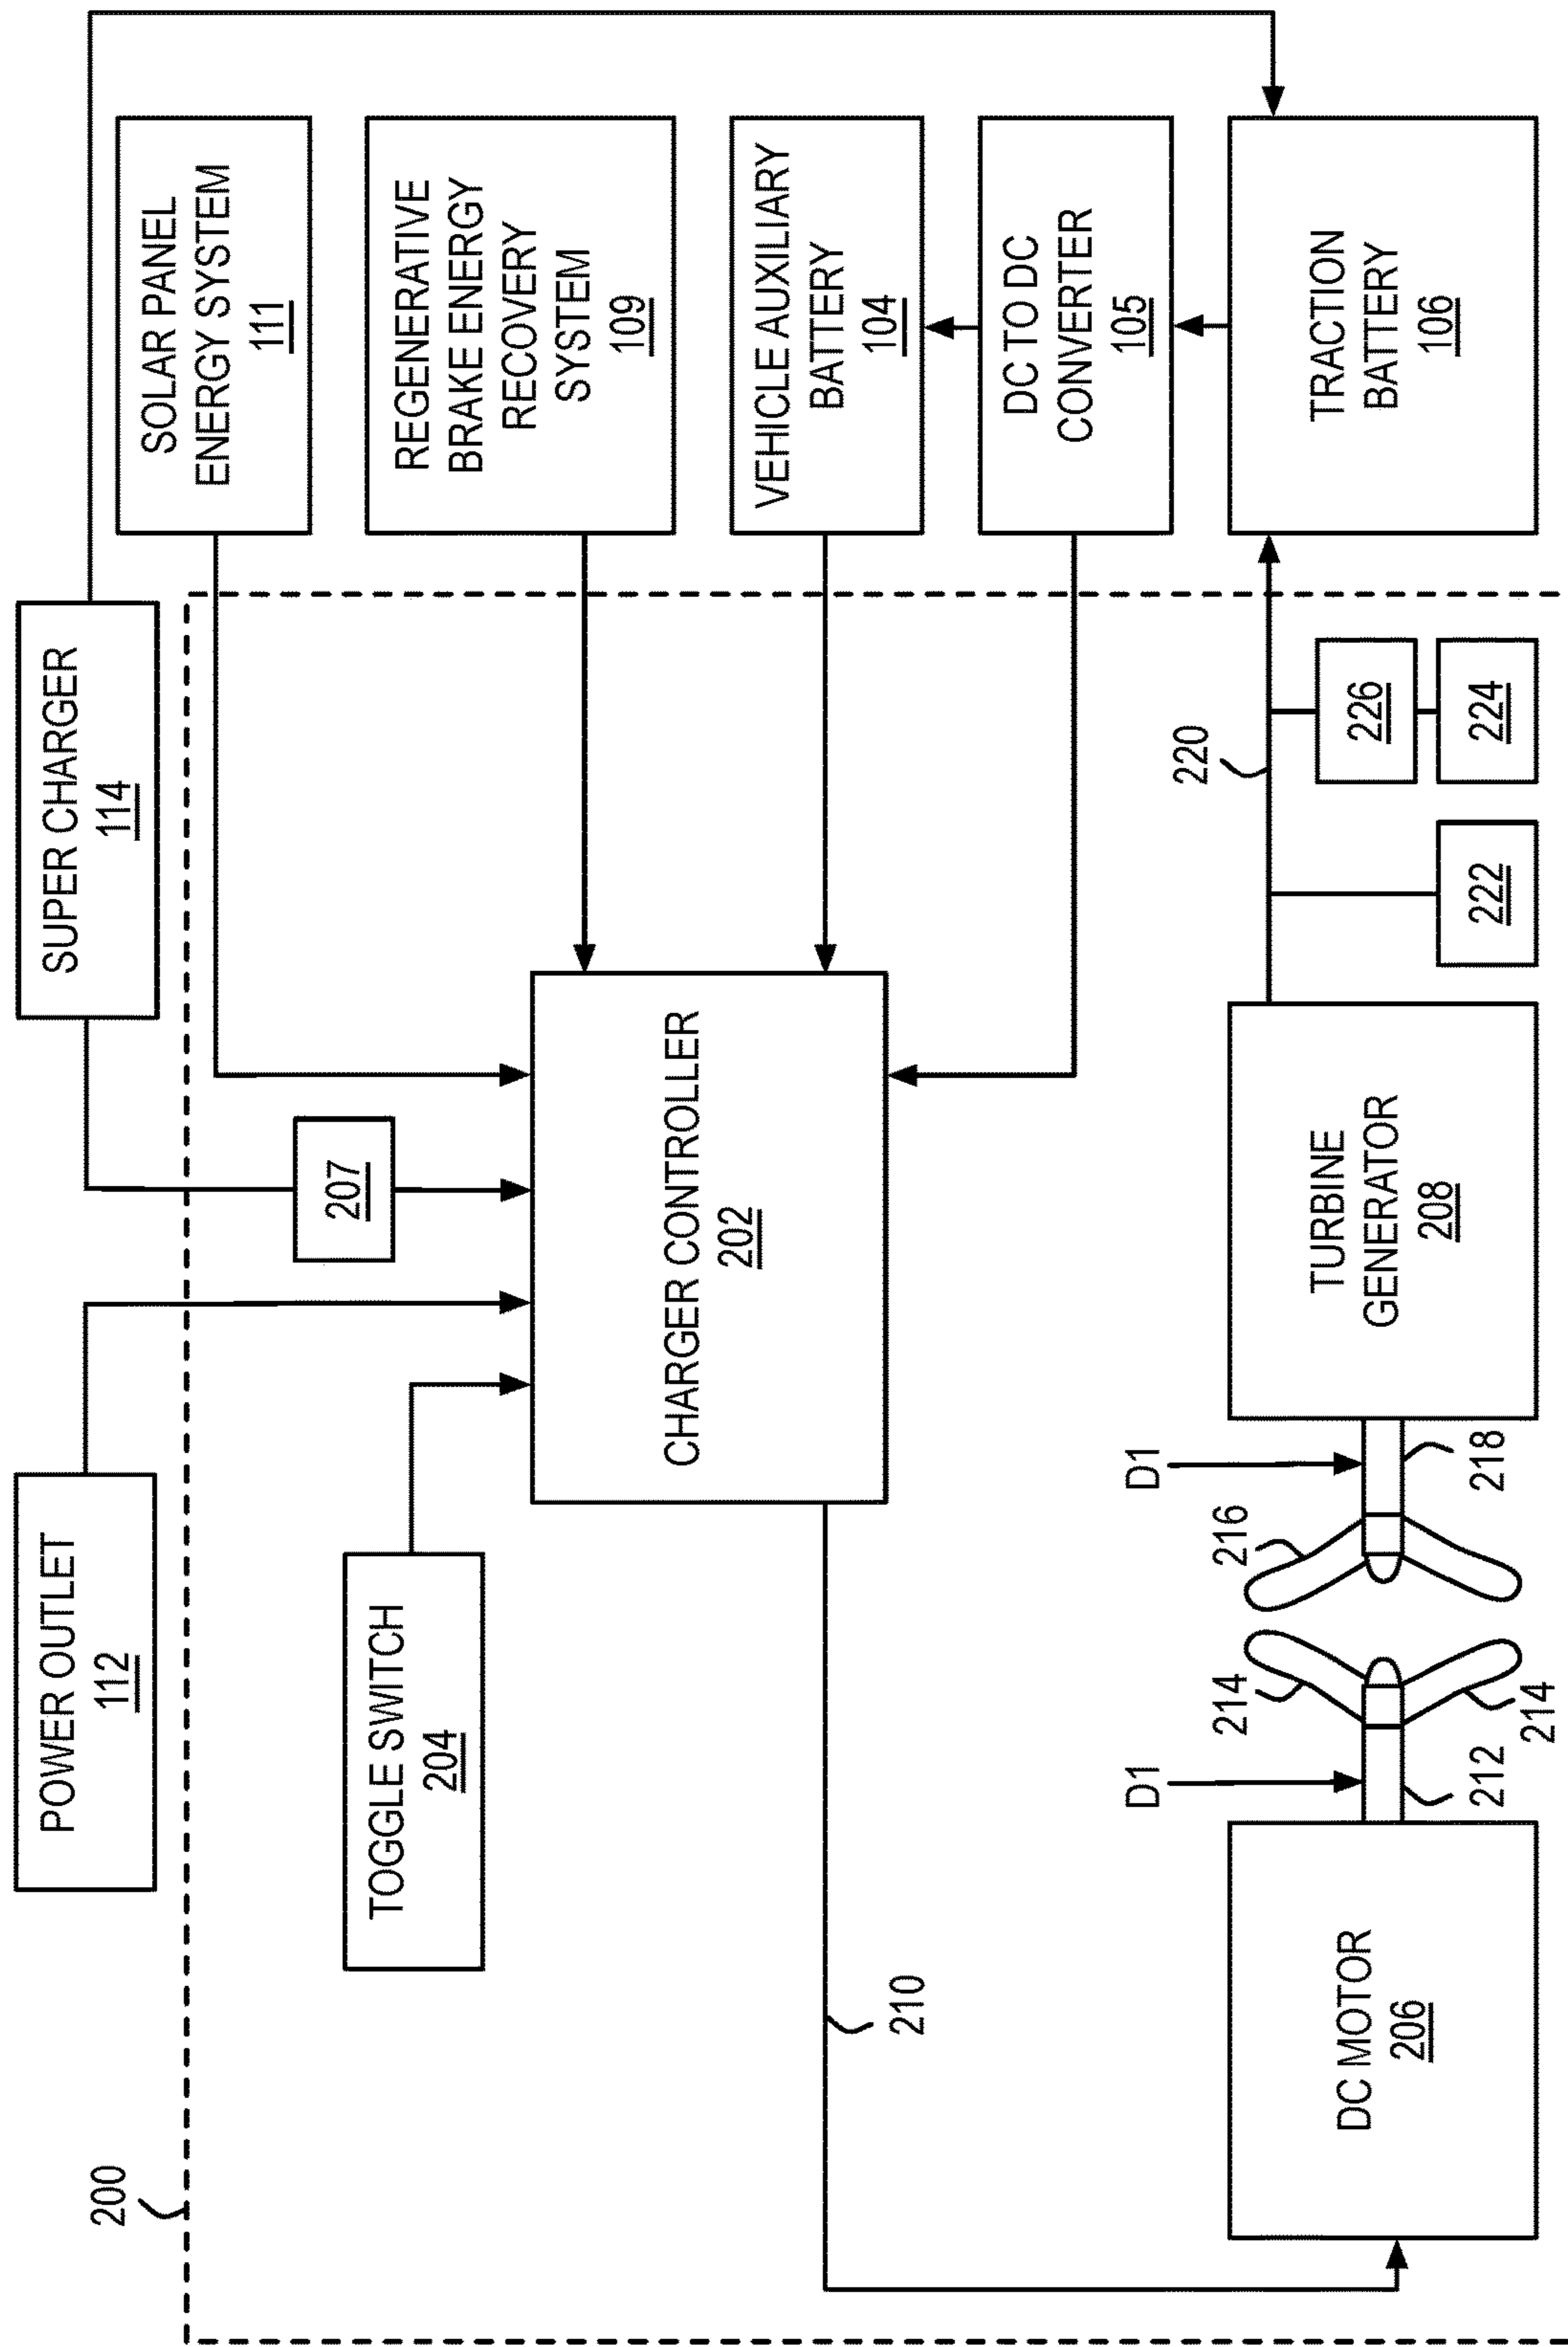 200
POWER OUTLET
112
SUPER CHARGER
114
TOGGLE SWITCH
204
207
SOLAR PANEL
ENERGY SYSTEM
111
REGENERATIVE
BRAKE ENERGY
RECOVERY
SYSTEM
109
CHARGER CONTROLLER
202
VEHICLE AUXILIARY
BATTERY
104
210
DC TO DC
CONVERTER
105
D1
D1
220
214
216
DC MOTOR
206
TURBINE
GENERATOR
208
226
TRACTION
BATTERY
106
212
214
218
222
224